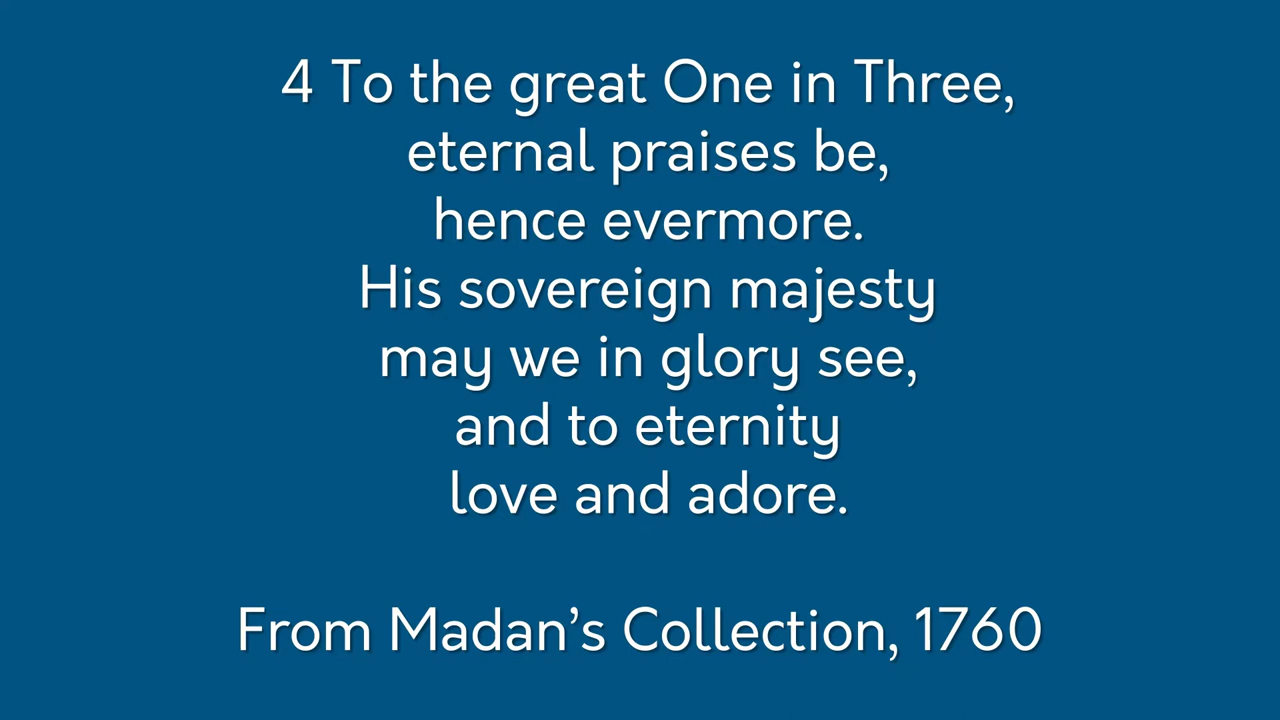 4 To the great One in Three,
eternal praises be,
hence evermore.
His sovereign majesty
may we in glory see,
and to eternity
love and adore.
From Madan’s Collection, 1760